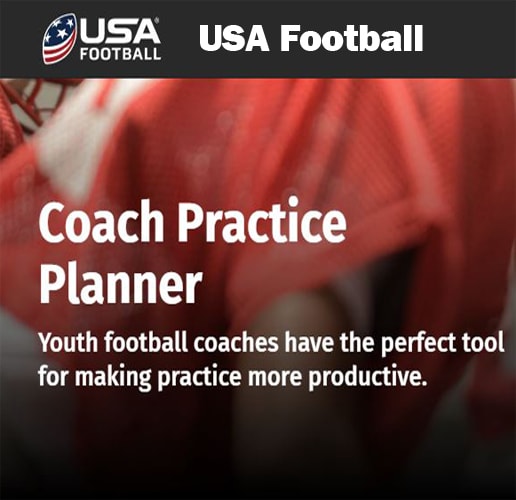 USA
FOOTBALL
USA Football
Coach Practice
Planner
Youth football coaches have the perfect tool
for making practice more productive.